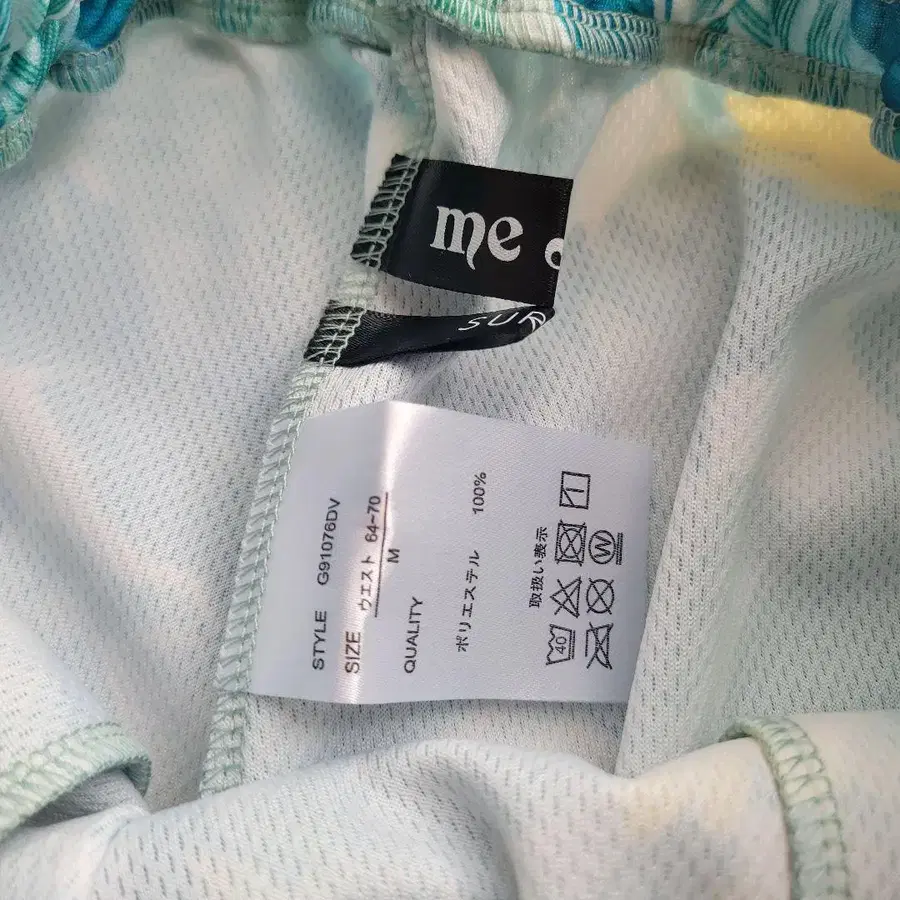 me
SUR
STYLE G91076DV
SIZE ウエスト 64-70
M
QUALITY
ポリエステル 100%
取扱い表示
40
W